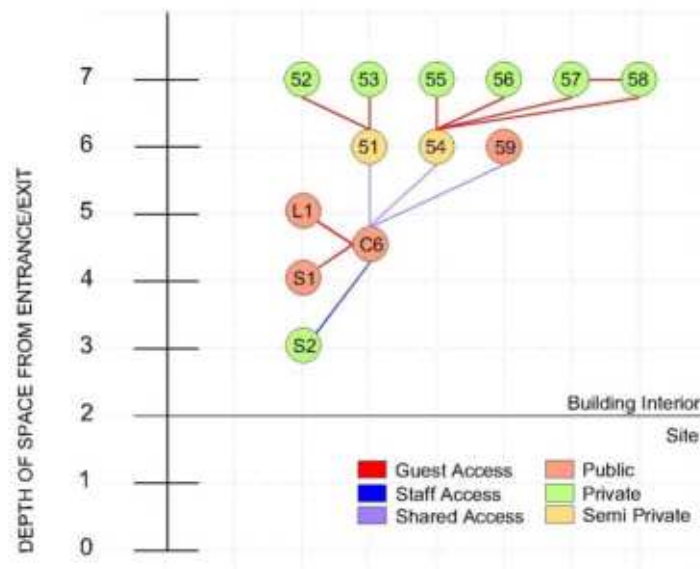 DEPTH OF SPACE FROM ENTRANCE/EXIT
7
52 53 55 56 57 58
6
51 54 59
5
L1
C6
4
S1
3
S2
Building Interior
2
Site
1
0
Guest Access
Staff Access
Shared Access
Public
Private
Semi Private